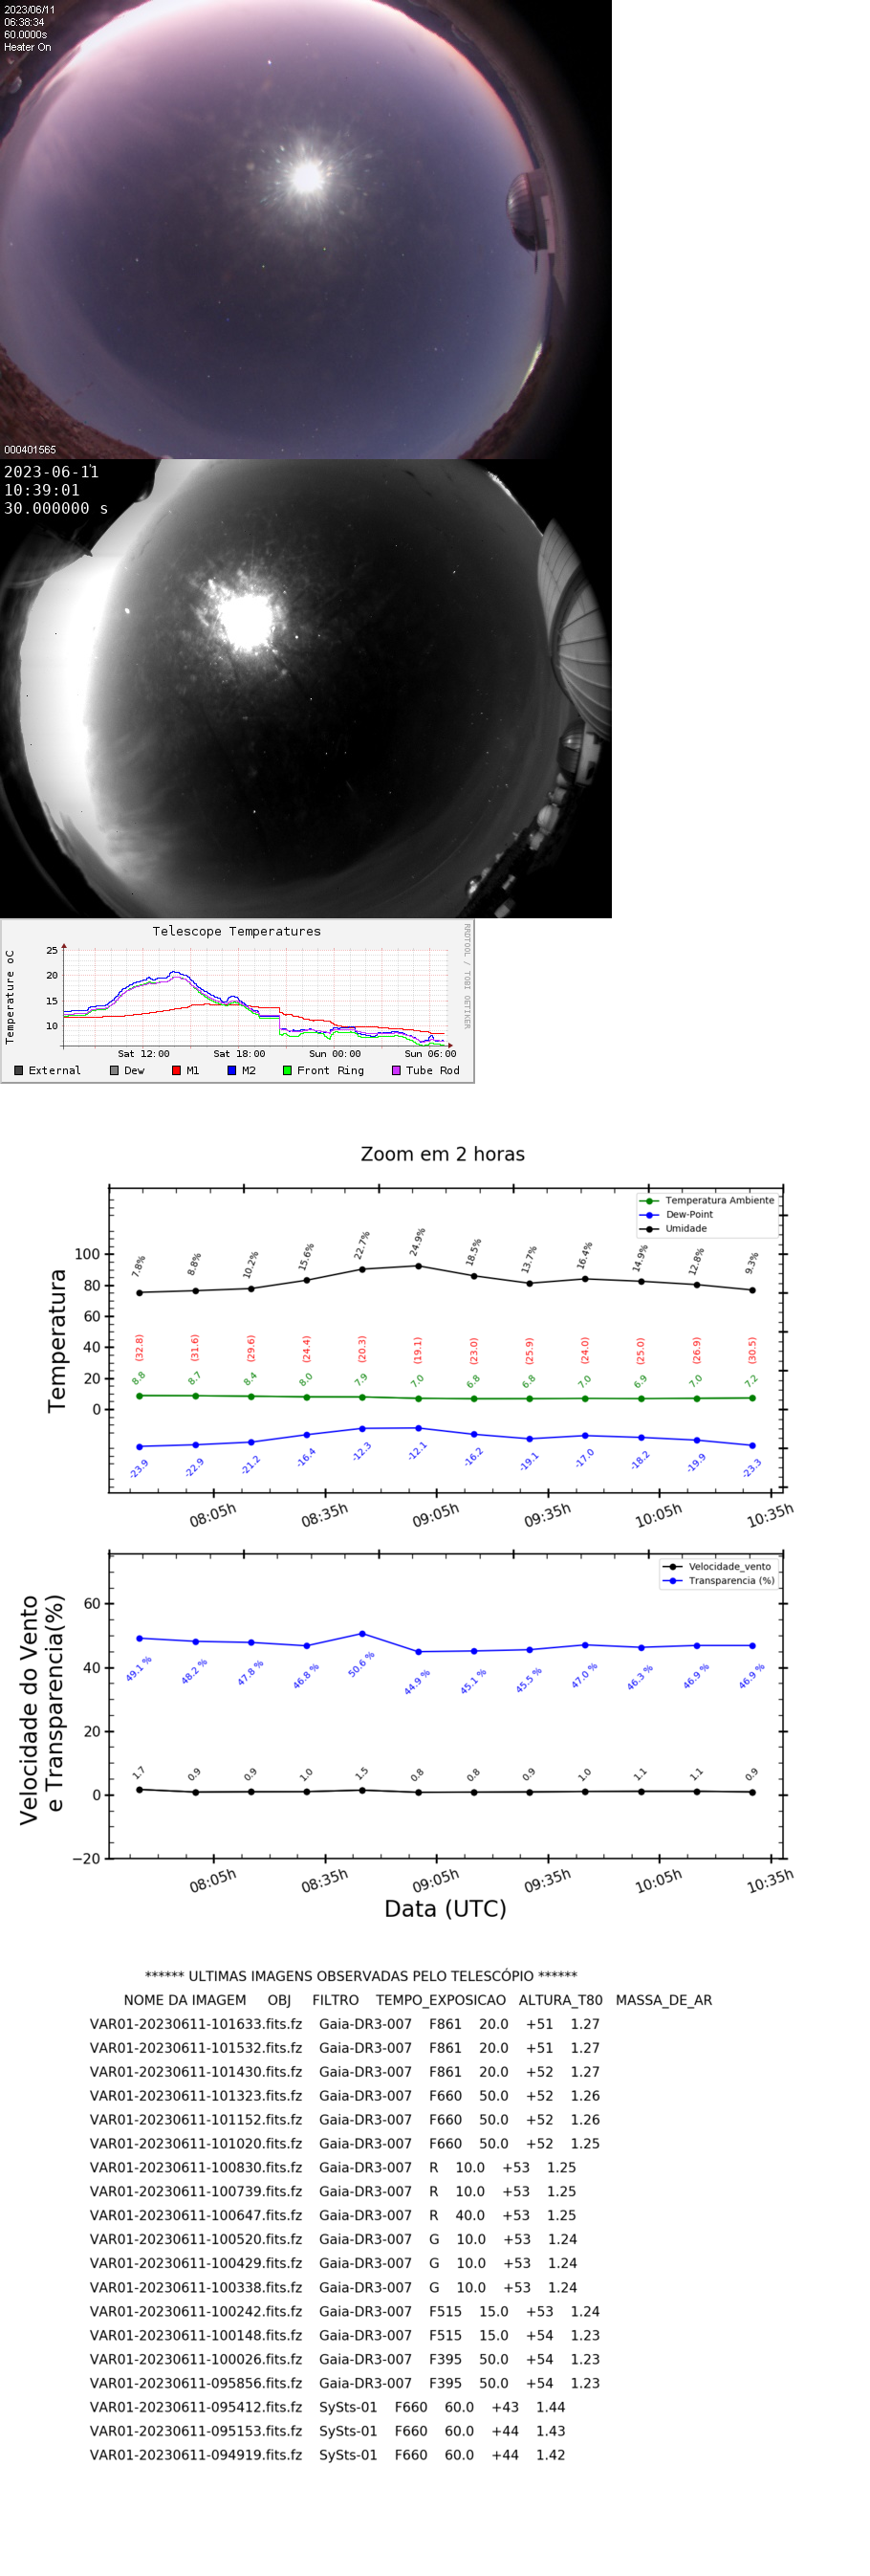 2023/06/11
06:38:34
60.0000s
Heater On
000401565
2023-06-11
10:39:01
30.000000 s
Telescope Temperatures
RRDTOOL / TOBI OETIKER
Temperature oC
25
20
15
10
Sat 12:00 Sat 18:00 Sun 00:00 Sun 06:00
External Dew M1 M2 Front Ring Tube Rod
Zoom em 2 horas
Temperatura Ambiente
Dew-Point
Umidade
Temperatura
100
80
60
40
20
0
7.8% 8.8% 10.2% 15.6% 22.7% 24.9% 18.5% 13.7% 16.4% 14.9% 12.8% 9.3%
(32.8) (31.6) (29.6) (24.4) (20.3) (19.1) (23.0) (25.9) (24.0) (25.0) (26.9) (30.5)
8.8 8.7 8.4 8.0 7.9 7.0 6.8 6.8 7.0 6.9 7.0 7.2
-23.9 -22.9 -21.2 -16.4 -12.3 -12.1 -16.2 -19.1 -17.0 -18.2 -19.9 -23.3
08:05h 08:35h 09:05h 09:35h 10:05h 10:35h
Velocidade_vento
Transparencia (%)
Velocidade do Vento
e Transparencia(%)
60
40
20
0
−20
49.1 % 48.2 % 47.8 % 46.8 % 50.6 % 44.9 % 45.1 % 45.5 % 47.0 % 46.3 % 46.9 % 46.9 %
1.7 0.9 0.9 1.0 1.5 0.8 0.8 0.9 1.0 1.1 1.1 0.9
08:05h 08:35h 09:05h 09:35h 10:05h 10:35h
Data (UTC)
****** ULTIMAS IMAGENS OBSERVADAS PELO TELESCÓPIO ******
NOME DA IMAGEM OBJ FILTRO TEMPO_EXPOSICAO ALTURA_T80 MASSA_DE_AR
VAR01-20230611-101633.fits.fz Gaia-DR3-007 F861 20.0 +51 1.27
VAR01-20230611-101532.fits.fz Gaia-DR3-007 F861 20.0 +51 1.27
VAR01-20230611-101430.fits.fz Gaia-DR3-007 F861 20.0 +52 1.27
VAR01-20230611-101323.fits.fz Gaia-DR3-007 F660 50.0 +52 1.26
VAR01-20230611-101152.fits.fz Gaia-DR3-007 F660 50.0 +52 1.26
VAR01-20230611-101020.fits.fz Gaia-DR3-007 F660 50.0 +52 1.25
VAR01-20230611-100830.fits.fz Gaia-DR3-007 R 10.0 +53 1.25
VAR01-20230611-100739.fits.fz Gaia-DR3-007 R 10.0 +53 1.25
VAR01-20230611-100647.fits.fz Gaia-DR3-007 R 40.0 +53 1.25
VAR01-20230611-100520.fits.fz Gaia-DR3-007 G 10.0 +53 1.24
VAR01-20230611-100429.fits.fz Gaia-DR3-007 G 10.0 +53 1.24
VAR01-20230611-100338.fits.fz Gaia-DR3-007 G 10.0 +53 1.24
VAR01-20230611-100242.fits.fz Gaia-DR3-007 F515 15.0 +53 1.24
VAR01-20230611-100148.fits.fz Gaia-DR3-007 F515 15.0 +54 1.23
VAR01-20230611-100026.fits.fz Gaia-DR3-007 F395 50.0 +54 1.23
VAR01-20230611-095856.fits.fz Gaia-DR3-007 F395 50.0 +54 1.23
VAR01-20230611-095412.fits.fz SySts-01 F660 60.0 +43 1.44
VAR01-20230611-095153.fits.fz SySts-01 F660 60.0 +44 1.43
VAR01-20230611-094919.fits.fz SySts-01 F660 60.0 +44 1.42